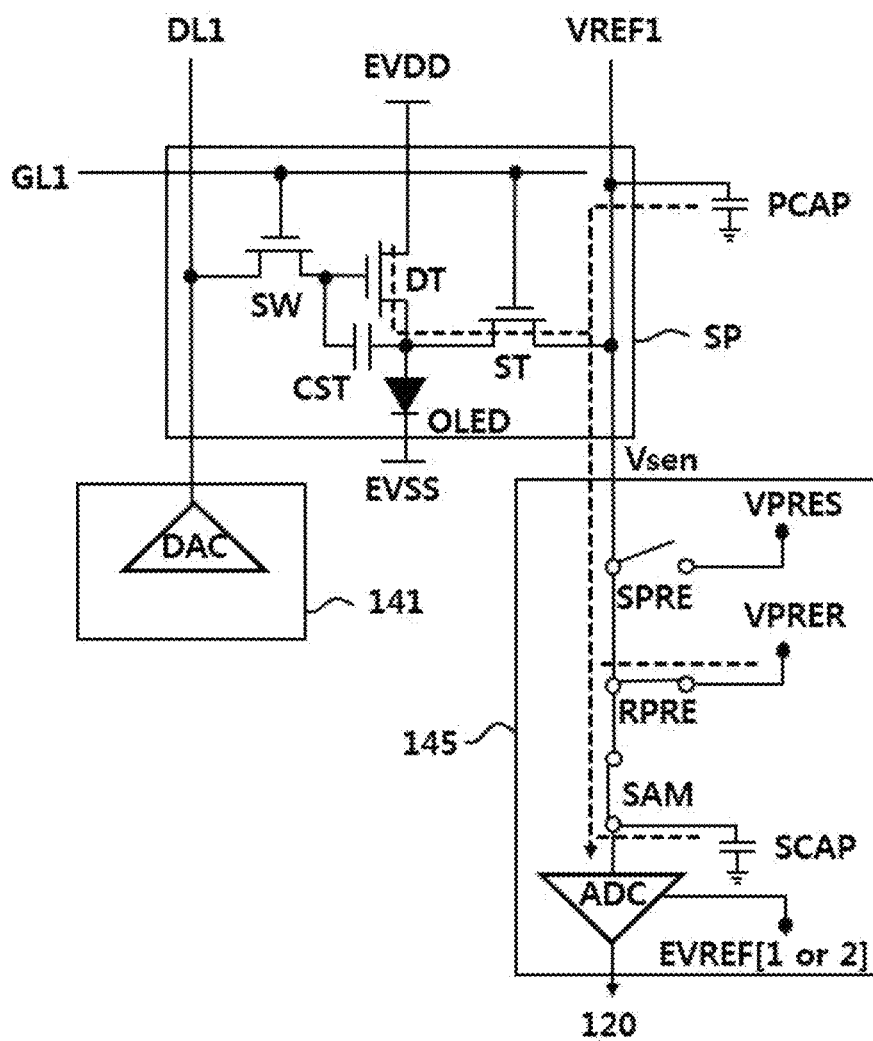 DL1
VREF1
EVDD
GL1
PCAP
DT
SW
SP
ST
CST
OLED
Vsen
EVSS
VPRES
DAC
141
SPRE
VPRER
RPRE
145
SAM
SCAP
ADC
EVREF[1 or 2]
120